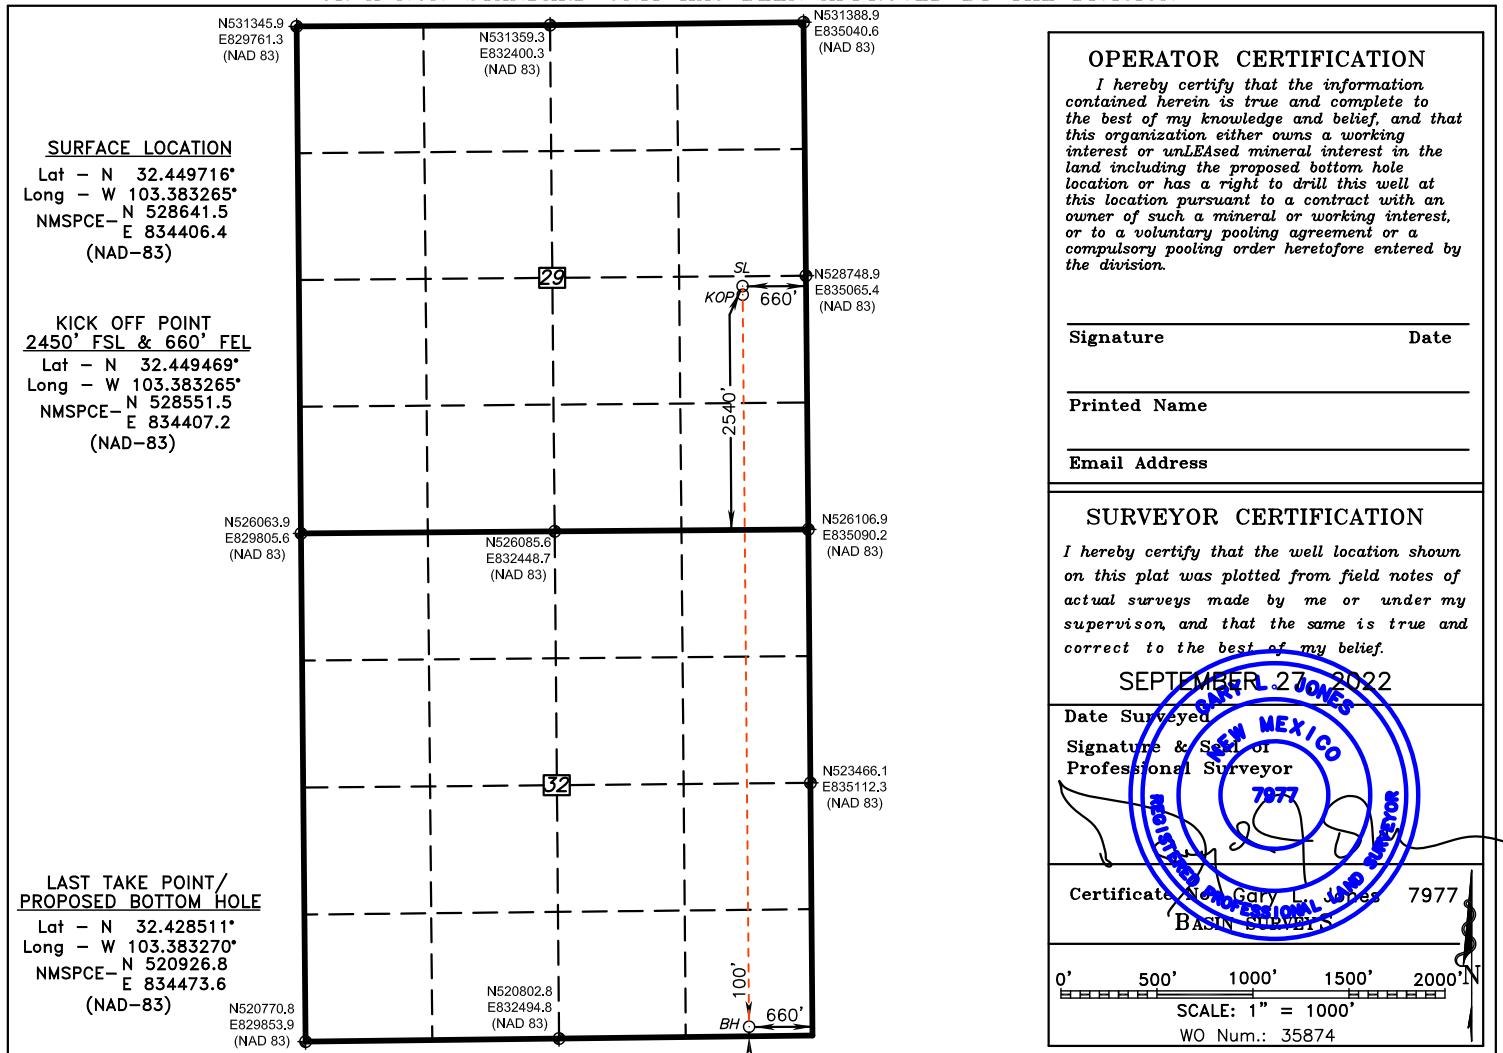 N531345.9
E829761.3
(NAD 83)
N531359.3
E832400.3
(NAD 83)
N531388.9
E835040.6
(NAD 83)
SURFACE LOCATION
Lat - N 32.449716°
Long - W 103.383265°
NMSPCE- N 528641.5
E 834406.4
(NAD-83)
29
SL
KOP
660'
N528748.9
E835065.4
(NAD 83)
KICK OFF POINT
2450' FSL & 660' FEL
Lat - N 32.449469°
Long - W 103.383265°
NMSPCE- N 528551.5
E 834407.2
(NAD-83)
2540'
N526063.9
E829805.6
(NAD 83)
N526085.6
E832448.7
(NAD 83)
N526106.9
E835090.2
(NAD 83)
32
N523466.1
E835112.3
(NAD 83)
LAST TAKE POINT/
PROPOSED BOTTOM HOLE
Lat - N 32.428511°
Long - W 103.383270°
NMSPCE- N 520926.8
E 834473.6
(NAD-83)
N520770.8
E829853.9
(NAD 83)
N520802.8
E832494.8
(NAD 83)
100'
BH
660'
OPERATOR CERTIFICATION
I hereby certify that the information
contained herein is true and complete to
the best of my knowledge and belief, and that
this organization either owns a working
interest or unLEAsed mineral interest in the
land including the proposed bottom hole
location or has a right to drill this well at
this location pursuant to a contract with an
owner of such a mineral or working interest,
or to a voluntary pooling agreement or a
compulsory pooling order heretofore entered by
the division.
Signature Date
Printed Name
Email Address
SURVEYOR CERTIFICATION
I hereby certify that the well location shown
on this plat was plotted from field notes of
actual surveys made by me or under my
supervison, and that the same is true and
correct to the best of my belief.
SEPTEMBER 27, 2022
Date Surveyed
Signature & Seal of
Professional Surveyor
GARY L. JONES
NEW MEXICO
7977
REGISTERED PROFESSIONAL LAND SURVEYOR
Certificate No. Gary L. Jones 7977
BASIN SURVEYS
0' 500' 1000' 1500' 2000'
N
SCALE: 1" = 1000'
WO Num.: 35874